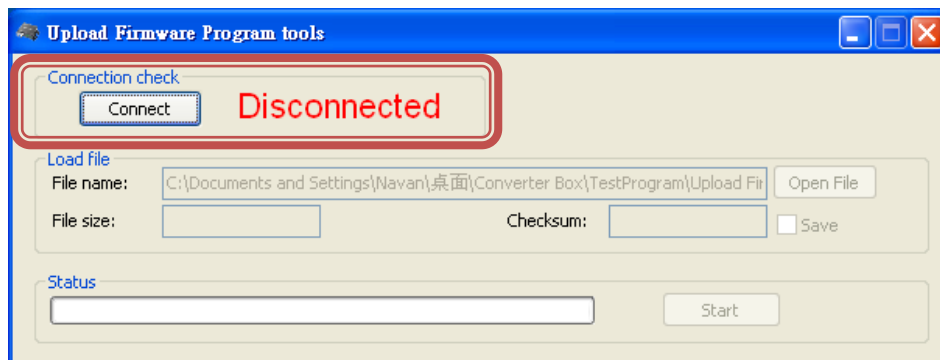 Upload Firmware Program tools
Connection check
Connect Disconnected
Load file
File name: C:\Documents and Settings\Navan\桌面\Converter Box\TestProgram\Upload Fir Open File
File size: Checksum: Save
Status
Start